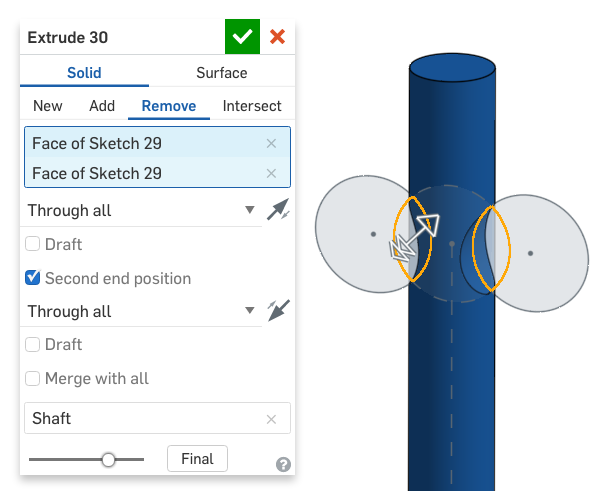 Extrude 30
Solid Surface
New Add Remove Intersect
Face of Sketch 29
Face of Sketch 29
Through all
Draft
Second end position
Through all
Draft
Merge with all
Shaft
Final
?